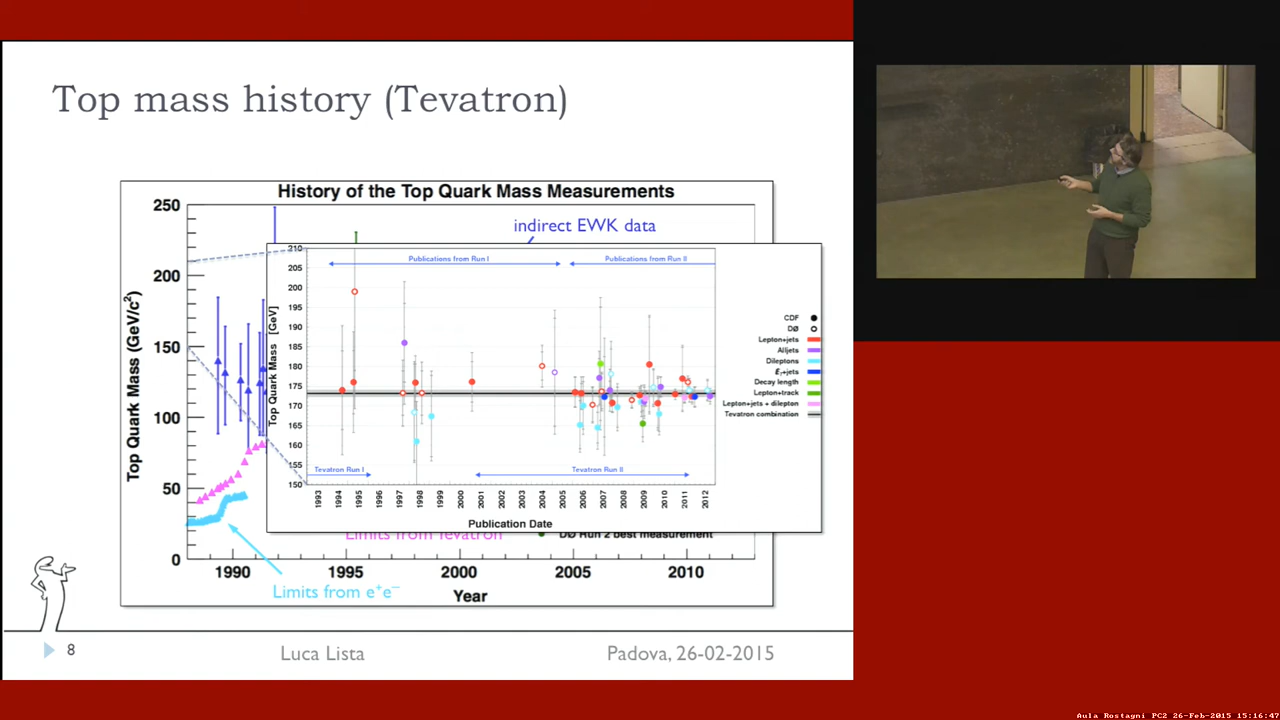 Top mass history (Tevatron)
History of the Top Quark Mass Measurements
250
200
150
100
50
0
Top Quark Mass (GeV/c²)
indirect EWK data
210
205
200
195
190
185
180
175
170
165
160
155
150
Top Quark Mass [GeV]
Publications from Run I
Publications from Run II
Tevatron Run I
Tevatron Run II
1993 1994 1995 1996 1997 1998 1999 2000 2001 2002 2003 2004 2005 2006 2007 2008 2009 2010 2011 2012
Publication Date
CDF
DØ
Lepton+jets
Alljets
Dileptons
Decay length
Lepton+track
Lepton+jets + dilepton
Tevatron combination
Limits from Tevatron
DØ Run 2 best measurement
1990 1995 2000 2005 2010
Limits from e⁺e⁻
Year
8
Luca Lista
Padova, 26-02-2015
Aula Rostagni PC2 26-Feb-2015 15:16:47